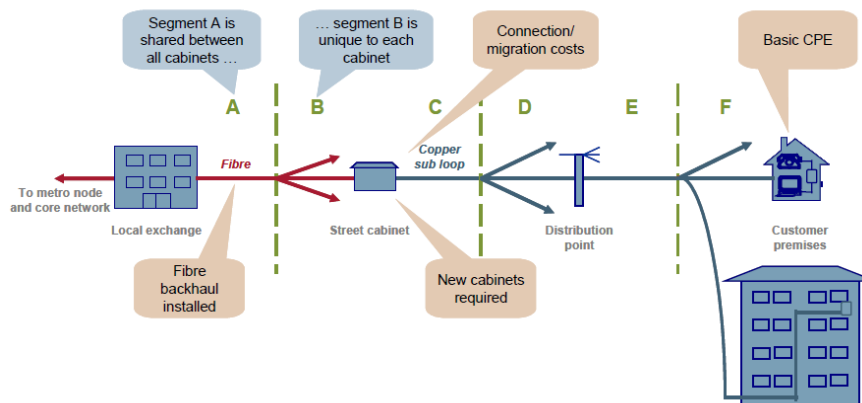 Segment A is
shared between
all cabinets …
… segment B is
unique to each
cabinet
Connection/
migration costs
Basic CPE
A
B
C
D
E
F
Fibre
Copper
sub loop
To metro node
and core network
Local exchange
Street cabinet
Distribution
point
Customer
premises
Fibre
backhaul
installed
New cabinets
required